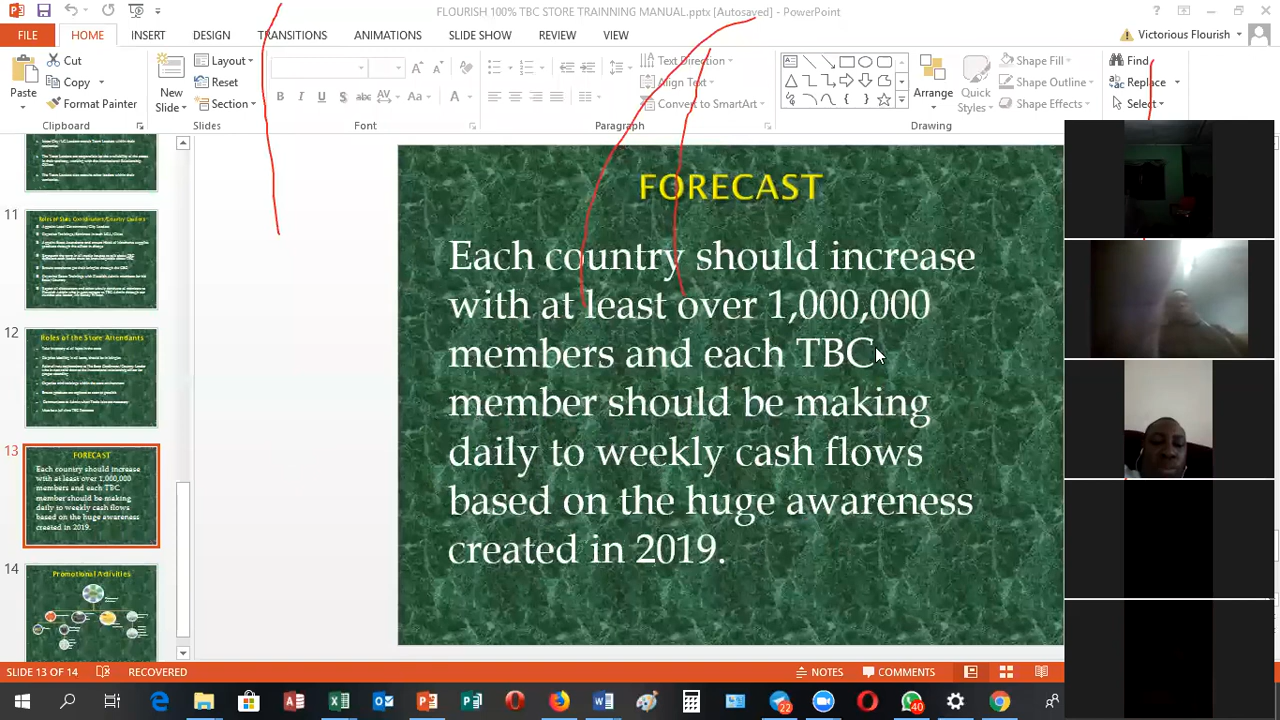 FLOURISH 100% TBC STORE TRAINNING MANUAL.pptx [Autosaved] - PowerPoint
FILE
HOME
INSERT
DESIGN
TRANSITIONS
ANIMATIONS
SLIDE SHOW
REVIEW
VIEW
Victorious Flourish
Paste
Cut
Copy
Format Painter
Clipboard
New Slide
Layout
Reset
Section
Slides
Font
Text Direction
Align Text
Convert to SmartArt
Paragraph
Arrange
Quick Styles
Shape Fill
Shape Outline
Shape Effects
Drawing
Find
Replace
Select
11
Roles of State Coordinators/Country Leaders
12
Roles of the Store Attendants
13
FORECAST
Each country should increase
with at least over 1,000,000
members and each TBC
member should be making
daily to weekly cash flows
based on the huge awareness
created in 2019.
14
Promotional Activities
FORECAST
Each country should increase
with at least over 1,000,000
members and each TBC
member should be making
daily to weekly cash flows
based on the huge awareness
created in 2019.
SLIDE 13 OF 14
RECOVERED
NOTES
COMMENTS
22
40